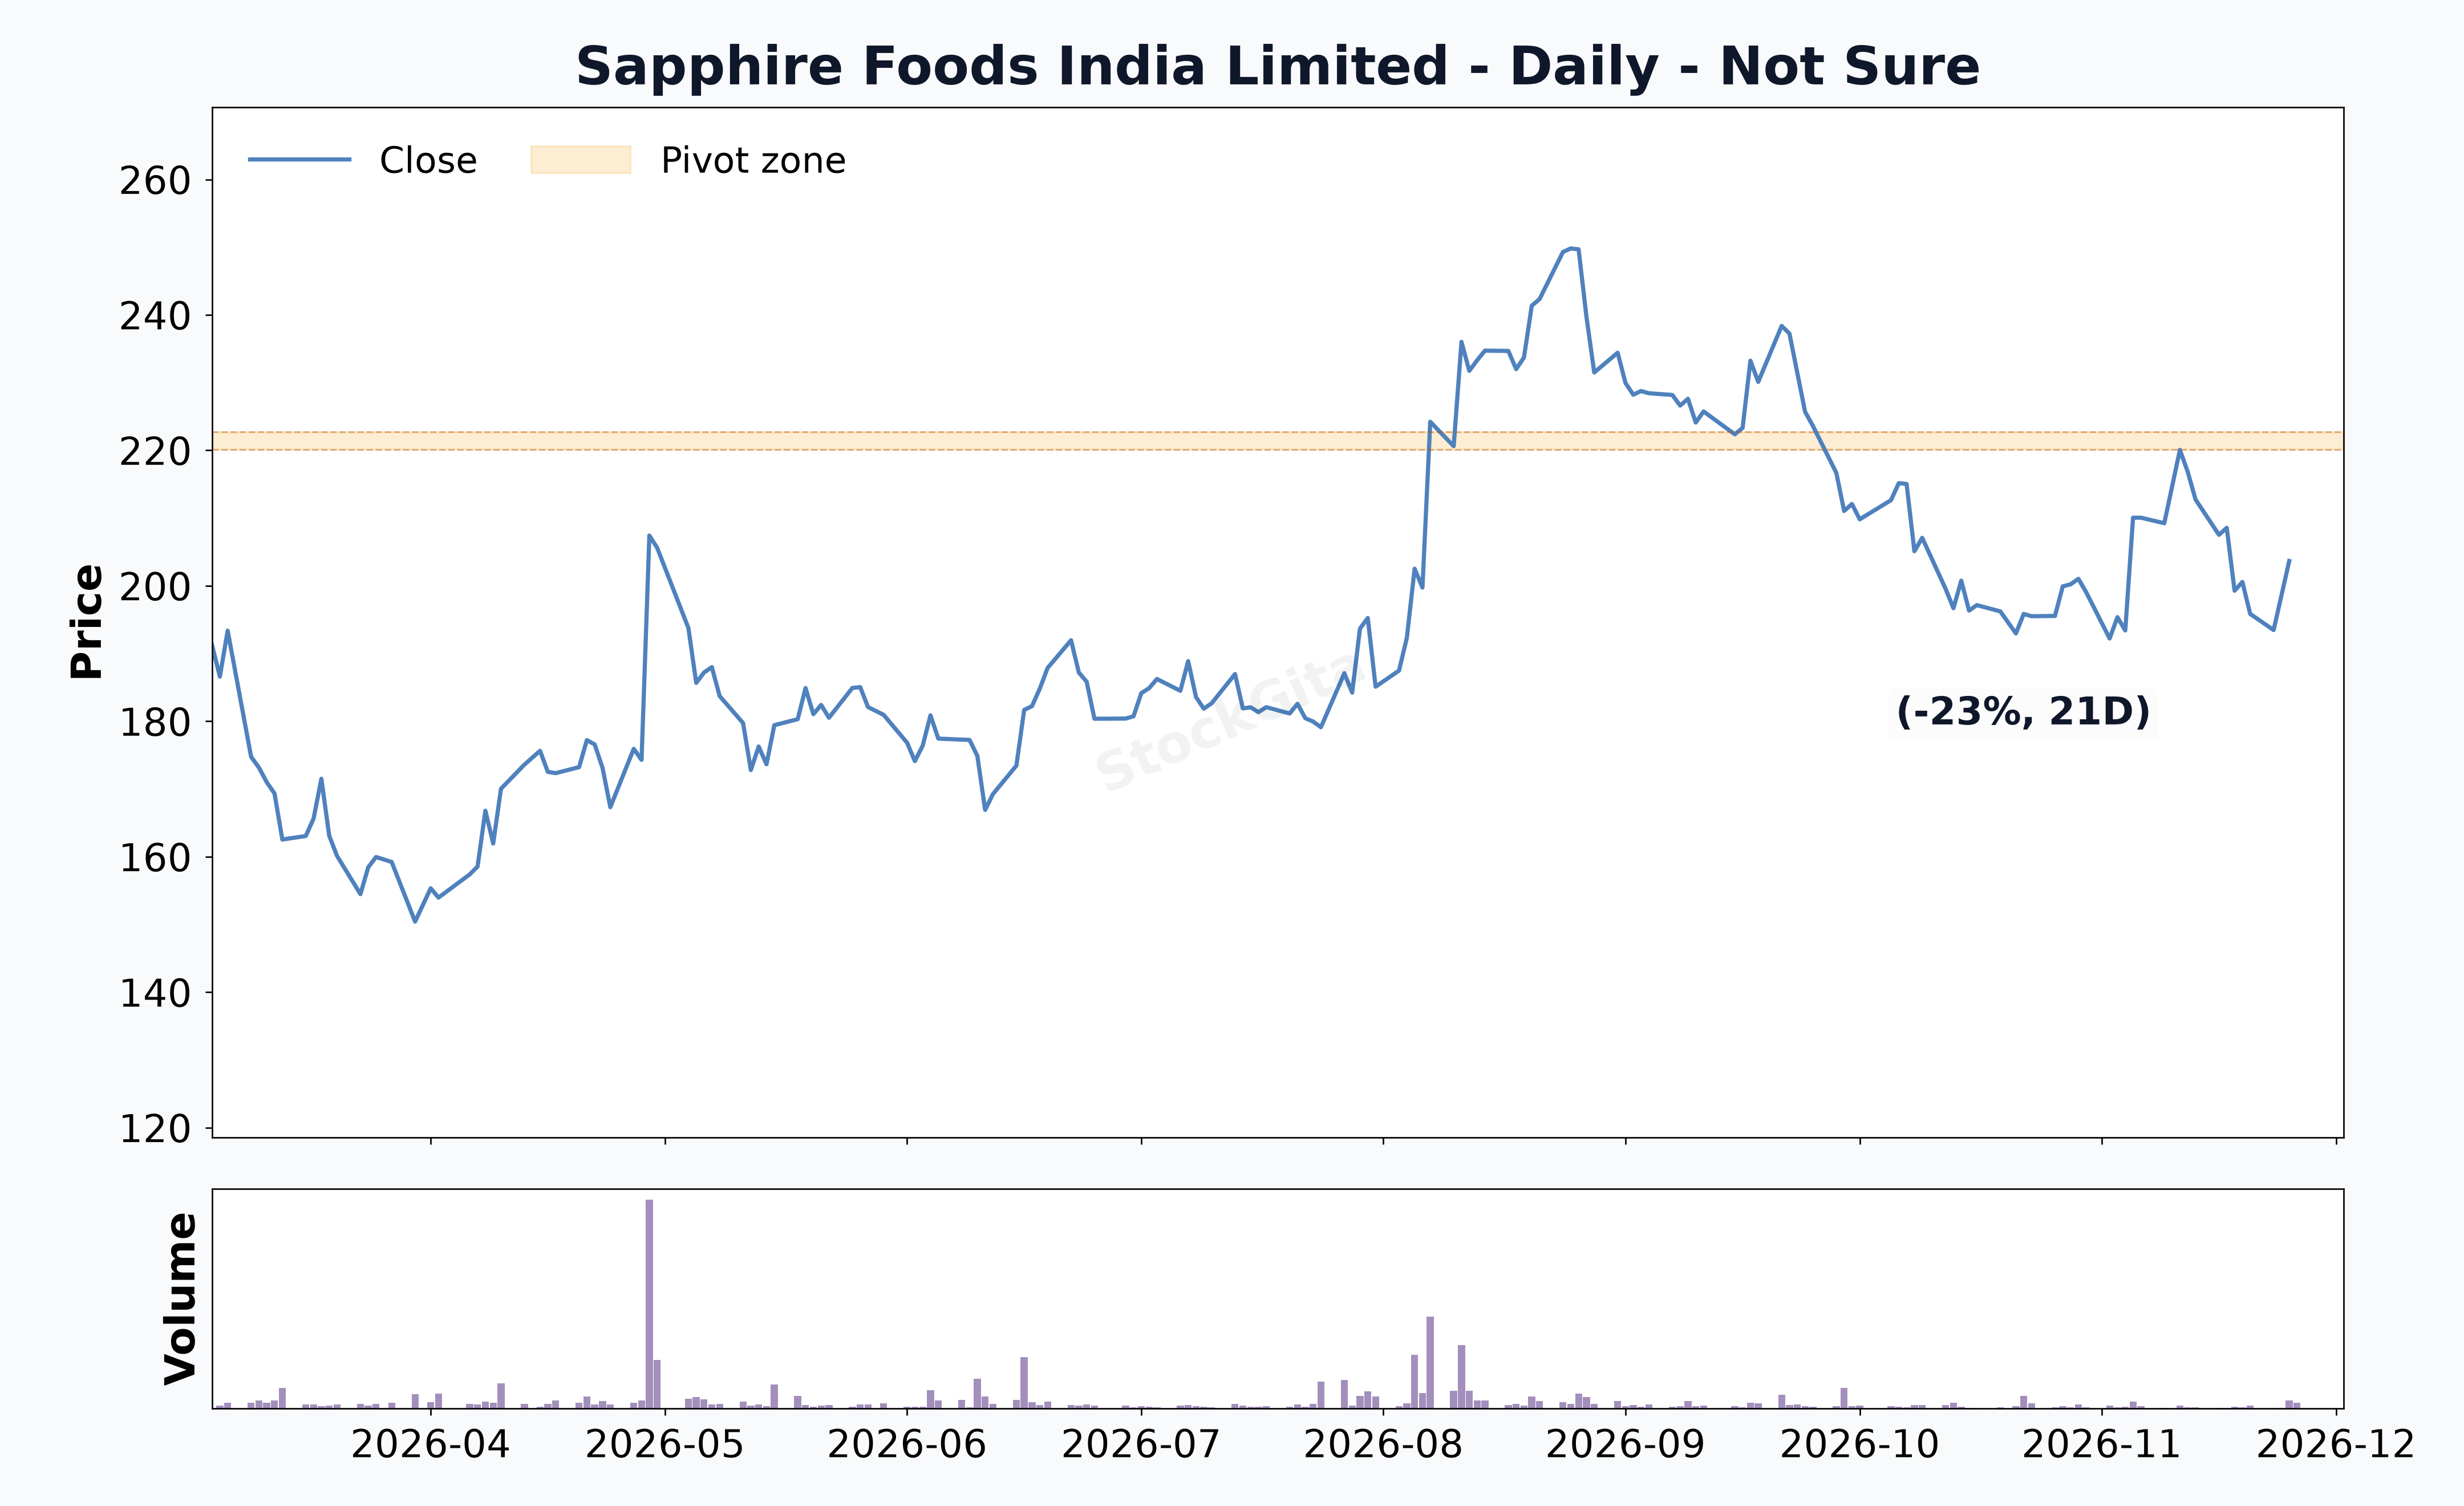 Sapphire Foods India Limited - Daily - Not Sure
Close
Pivot zone
Price
260
240
220
200
180
160
140
120
StockGita
(-23%, 21D)
Volume
2026-04
2026-05
2026-06
2026-07
2026-08
2026-09
2026-10
2026-11
2026-12